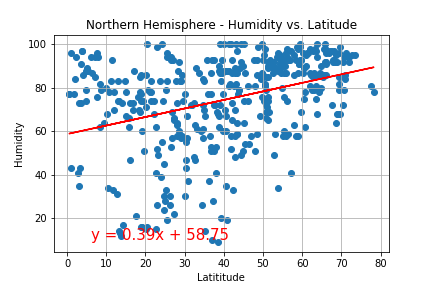 Northern Hemisphere - Humidity vs. Latitude
100
80
60
40
20
Humidity
y = 0.39x + 58.75
0 10 20 30 40 50 60 70 80
Latititude